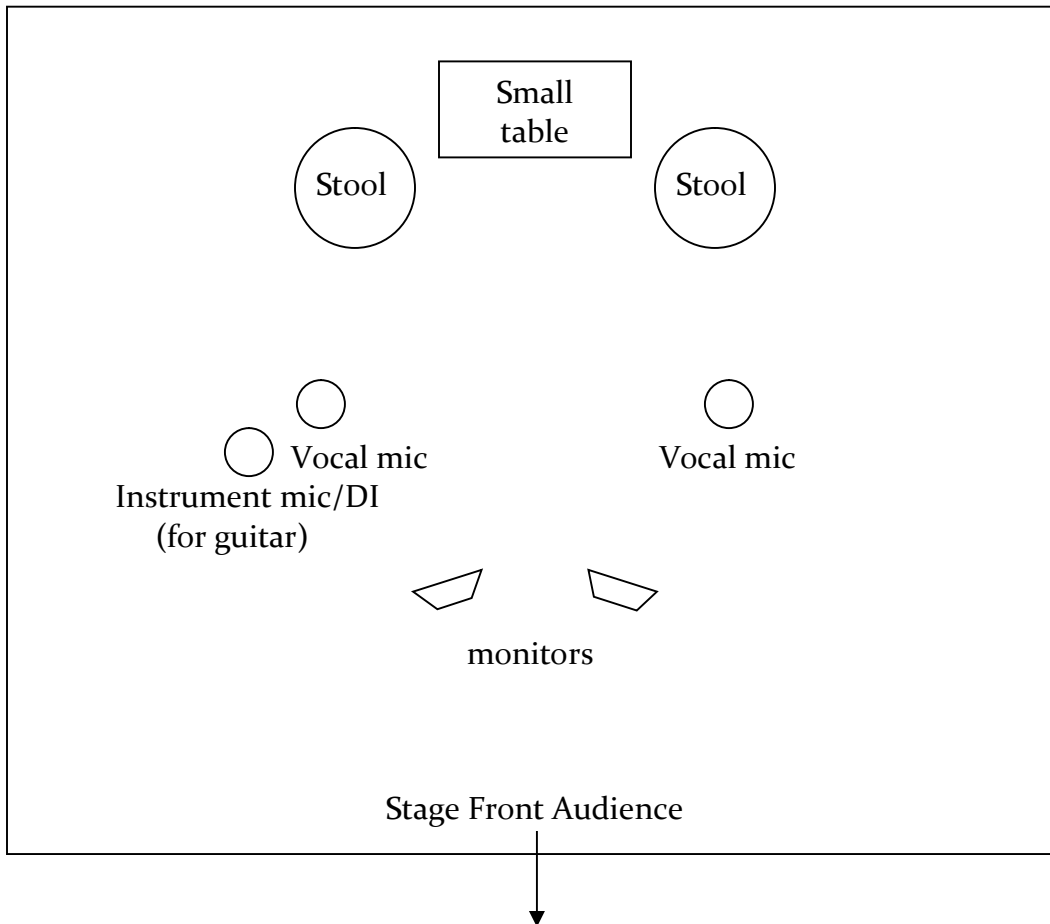 Small
table
Stool
Stool
Vocal mic
Vocal mic
Instrument mic/DI
(for guitar)
monitors
Stage Front Audience